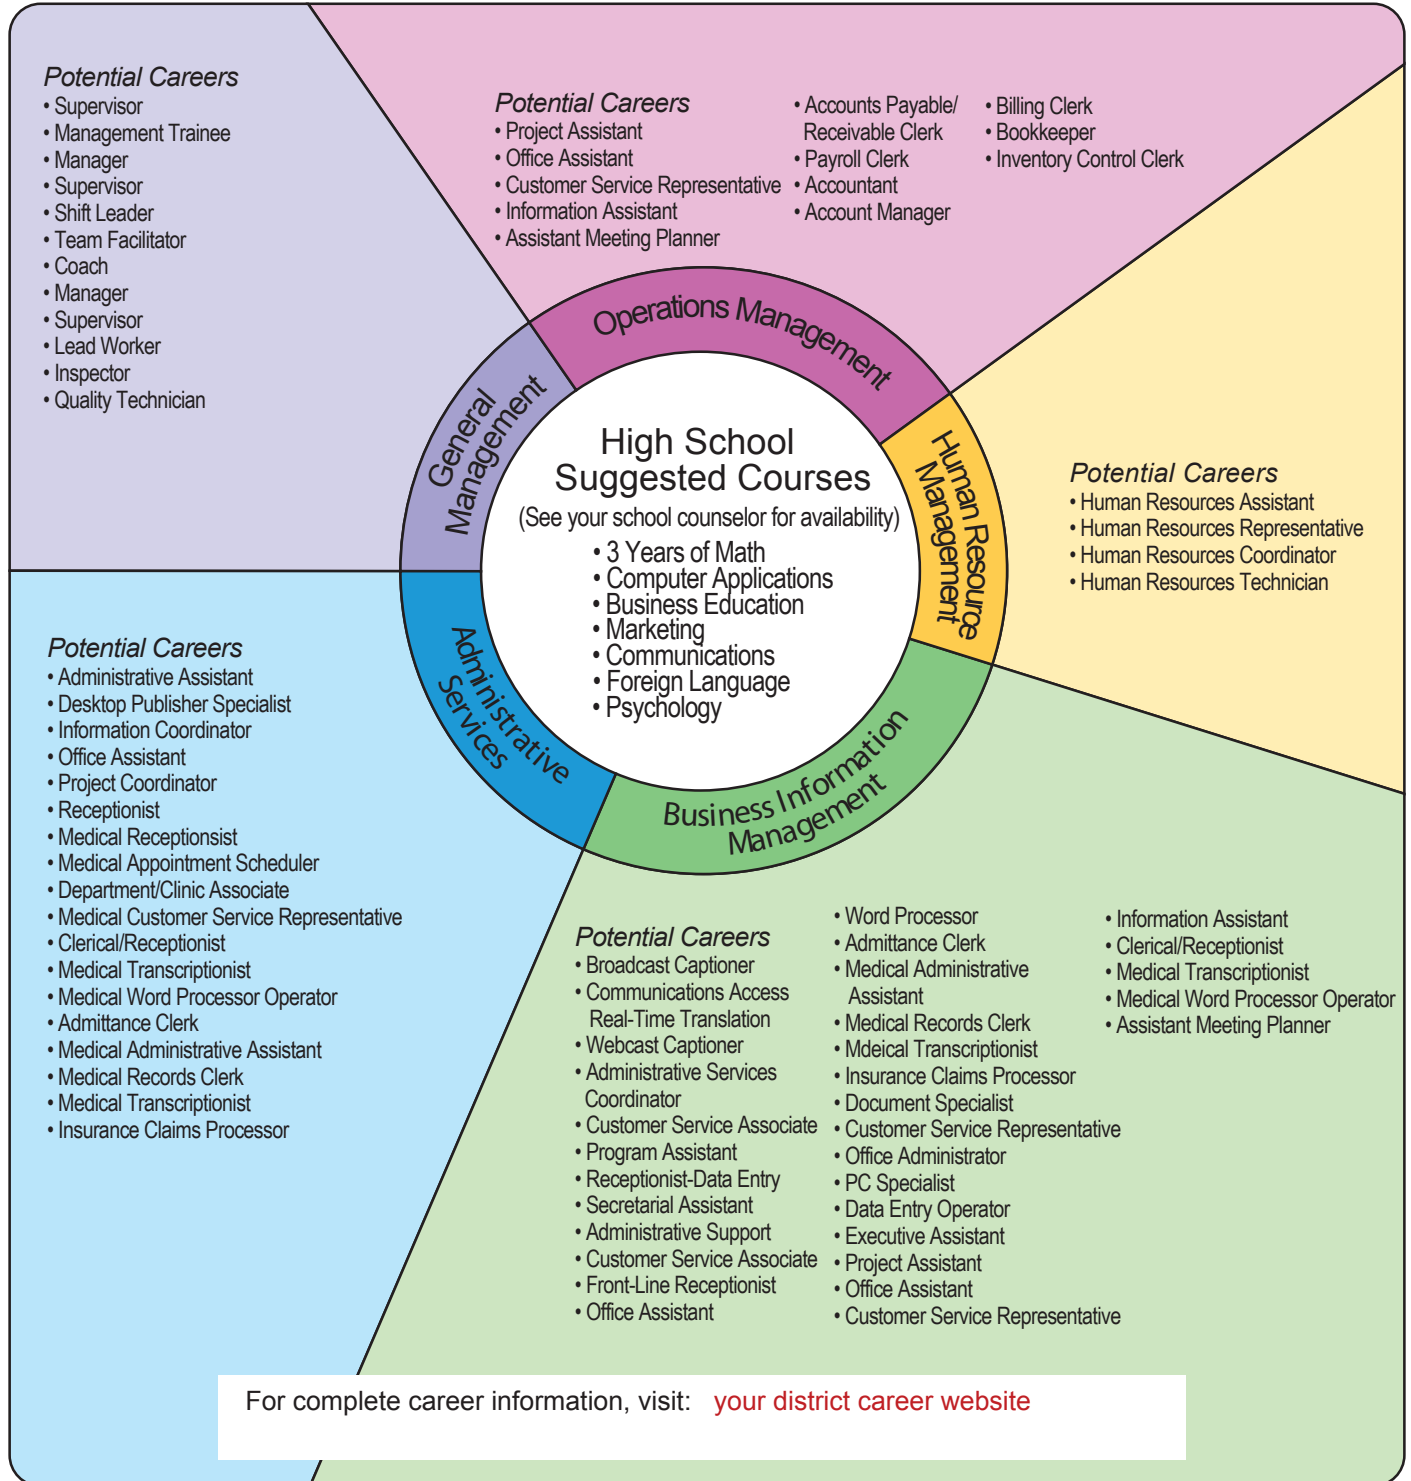 Potential Careers
• Supervisor
• Management Trainee
• Manager
• Supervisor
• Shift Leader
• Team Facilitator
• Coach
• Manager
• Supervisor
• Lead Worker
• Inspector
• Quality Technician
Potential Careers
• Project Assistant
• Office Assistant
• Customer Service Representative
• Information Assistant
• Assistant Meeting Planner
• Accounts Payable/
Receivable Clerk
• Payroll Clerk
• Accountant
• Account Manager
• Billing Clerk
• Bookkeeper
• Inventory Control Clerk
Operations Management
General
Management
Human Resource
Management
High School
Suggested Courses
(See your school counselor for availability)
• 3 Years of Math
• Computer Applications
• Business Education
• Marketing
• Communications
• Foreign Language
• Psychology
Potential Careers
• Human Resources Assistant
• Human Resources Representative
• Human Resources Coordinator
• Human Resources Technician
Administrative
Services
Business Information
Management
Potential Careers
• Administrative Assistant
• Desktop Publisher Specialist
• Information Coordinator
• Office Assistant
• Project Coordinator
• Receptionist
• Medical Receptionsist
• Medical Appointment Scheduler
• Department/Clinic Associate
• Medical Customer Service Representative
• Clerical/Receptionist
• Medical Transcriptionist
• Medical Word Processor Operator
• Admittance Clerk
• Medical Administrative Assistant
• Medical Records Clerk
• Medical Transcriptionist
• Insurance Claims Processor
Potential Careers
• Broadcast Captioner
• Communications Access
Real-Time Translation
• Webcast Captioner
• Administrative Services
Coordinator
• Customer Service Associate
• Program Assistant
• Receptionist-Data Entry
• Secretarial Assistant
• Administrative Support
• Customer Service Associate
• Front-Line Receptionist
• Office Assistant
• Word Processor
• Admittance Clerk
• Medical Administrative
Assistant
• Medical Records Clerk
• Mdeical Transcriptionist
• Insurance Claims Processor
• Document Specialist
• Customer Service Representative
• Office Administrator
• PC Specialist
• Data Entry Operator
• Executive Assistant
• Project Assistant
• Office Assistant
• Customer Service Representative
• Information Assistant
• Clerical/Receptionist
• Medical Transcriptionist
• Medical Word Processor Operator
• Assistant Meeting Planner
For complete career information, visit: your district career website